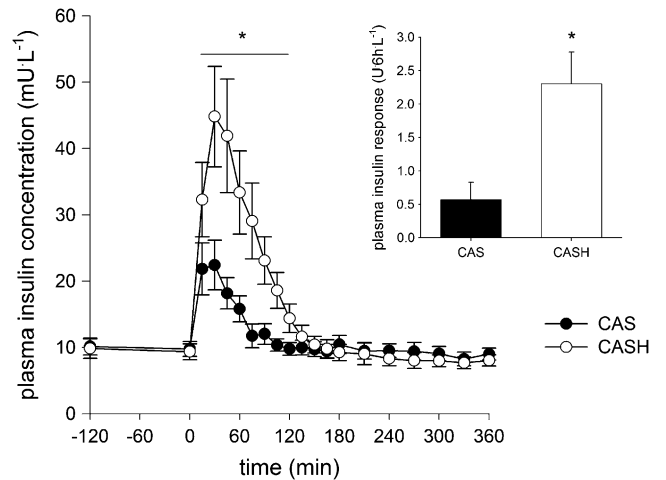 60
50
40
30
20
10
0
plasma insulin concentration (mU·L⁻¹)
*
-120 -60 0 60 120 180 240 300 360
time (min)
3.0
2.5
2.0
1.5
1.0
0.5
0.0
plasma insulin response (U·6h·L⁻¹)
*
CAS CASH
CAS
CASH